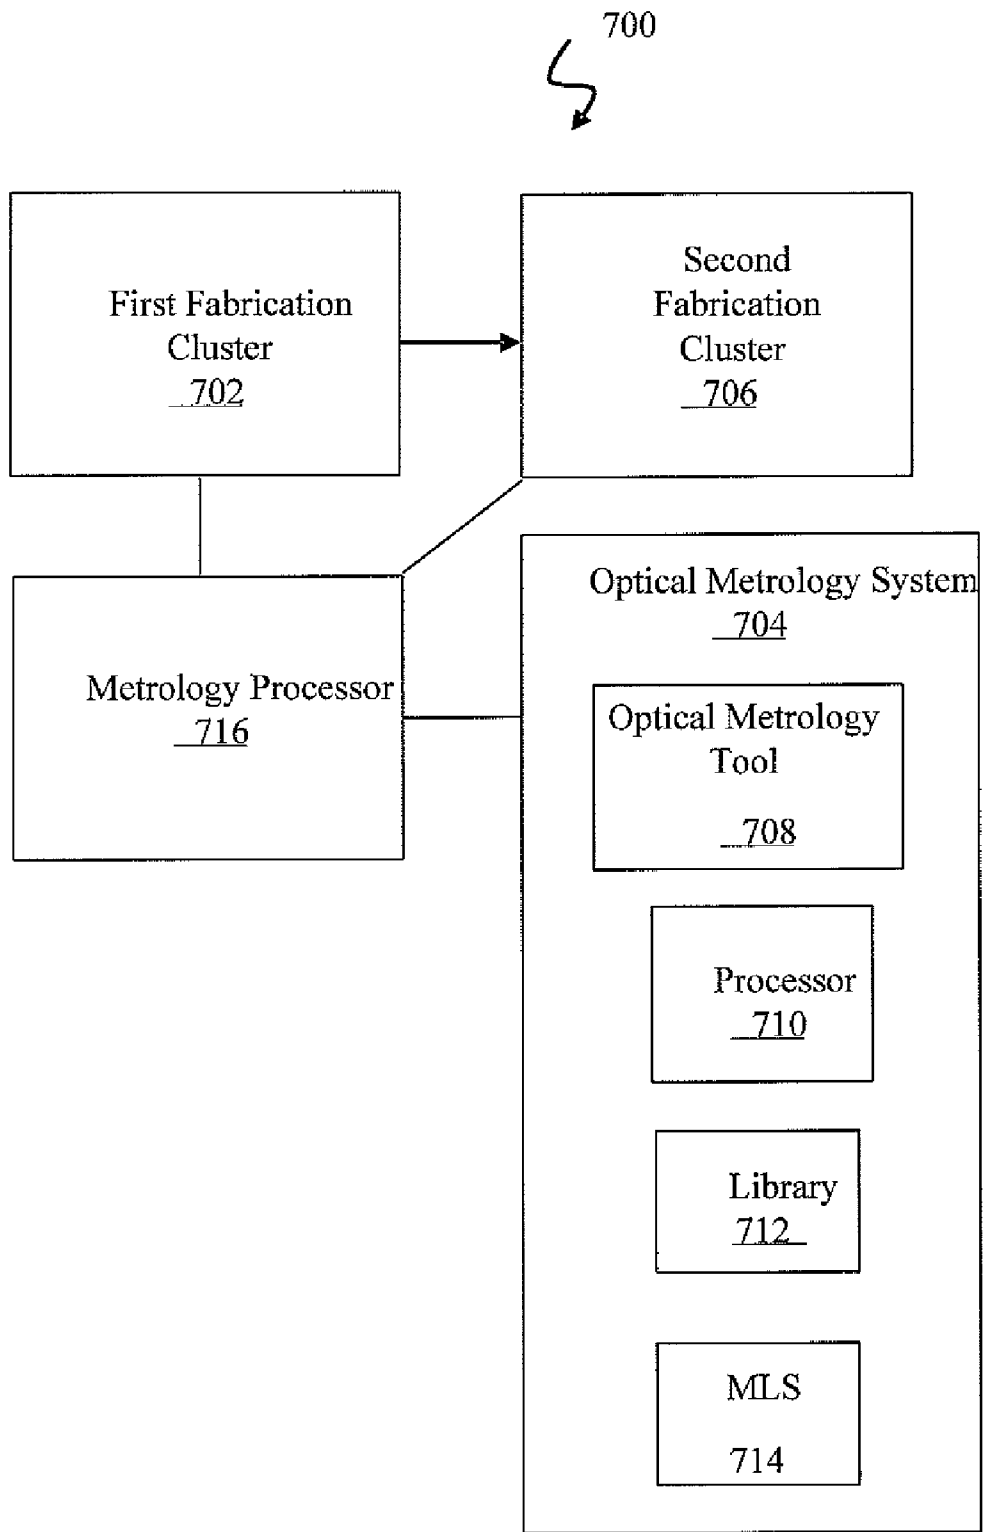 700
First Fabrication
Cluster
702
Second
Fabrication
Cluster
706
Metrology Processor
716
Optical Metrology System
704
Optical Metrology
Tool
708
Processor
710
Library
712
MLS
714